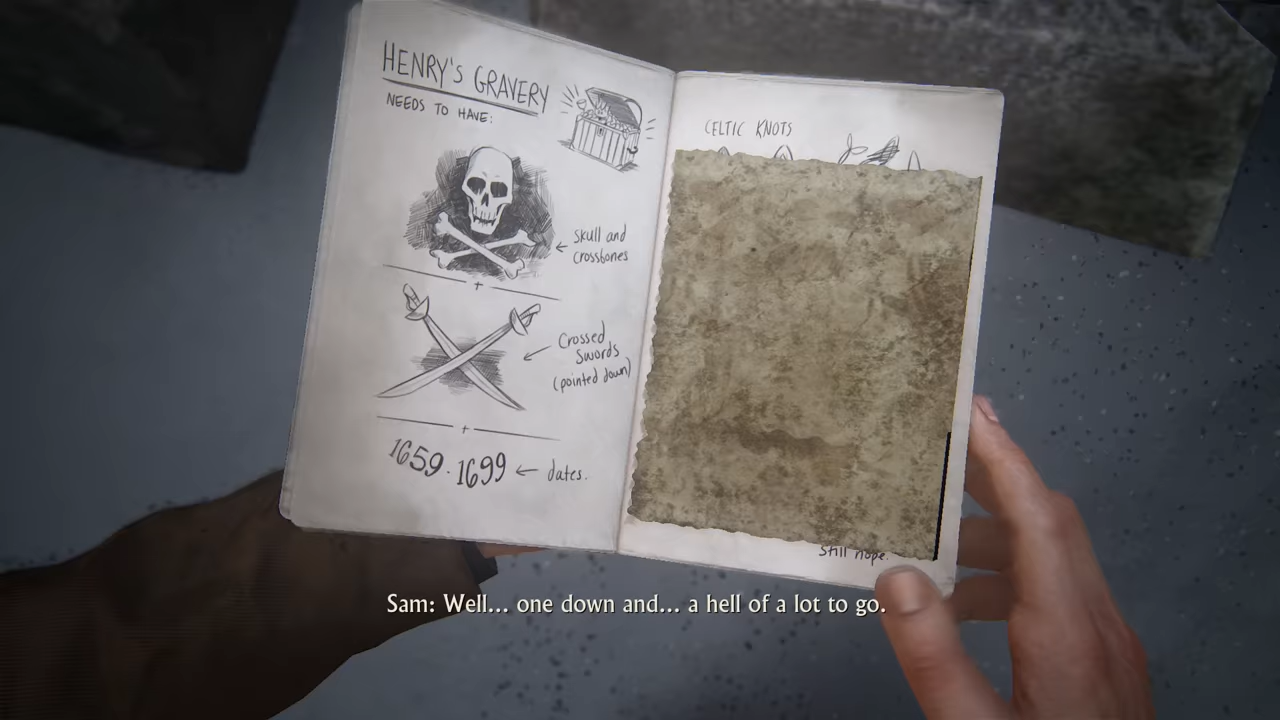 HENRY'S GRAVERY
NEEDS TO HAVE:
Skull and
crossbones
+
Crossed
Swords
(pointed down)
+
1659 - 1699 ← dates.
CELTIC KNOTS
Still nope.
Sam: Well... one down and... a hell of a lot to go.